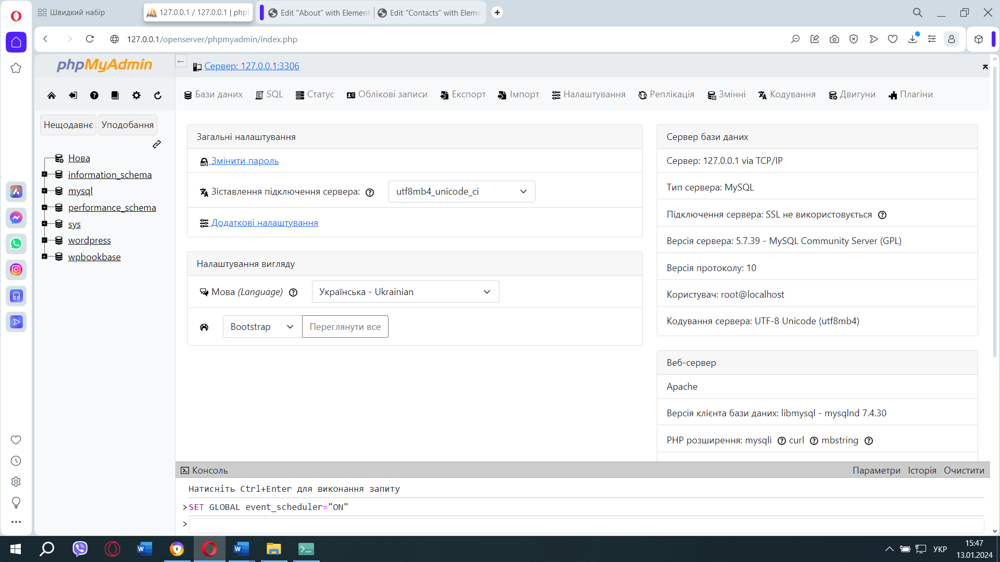 Швидкий набір
127.0.0.1 / 127.0.0.1 | php
Edit "About" with Element
Edit "Contacts" with Eleme
127.0.0.1/openserver/phpmyadmin/index.php
phpMyAdmin
Сервер: 127.0.0.1:3306
Бази даних SQL Статус Облікові записи Експорт Імпорт Налаштування Реплікація Змінні Кодування Двигуни Плагіни
Нещодавнє Уподобання
Нова
information_schema
mysql
performance_schema
sys
wordpress
wpbookbase
Загальні налаштування
Змінити пароль
Зіставлення підключення сервера: utf8mb4_unicode_ci
Додаткові налаштування
Налаштування вигляду
Мова (Language) Українська - Ukrainian
Bootstrap Переглянути все
Сервер бази даних
Сервер: 127.0.0.1 via TCP/IP
Тип сервера: MySQL
Підключення сервера: SSL не використовується
Версія сервера: 5.7.39 - MySQL Community Server (GPL)
Версія протоколу: 10
Користувач: root@localhost
Кодування сервера: UTF-8 Unicode (utf8mb4)
Веб-сервер
Apache
Версія клієнта бази даних: libmysql - mysqlnd 7.4.30
PHP розширення: mysqli curl mbstring
Консоль Параметри Історія Очистити
Натисніть Ctrl+Enter для виконання запиту
>SET GLOBAL event_scheduler="ON"
>
УКР
15:47
13.01.2024